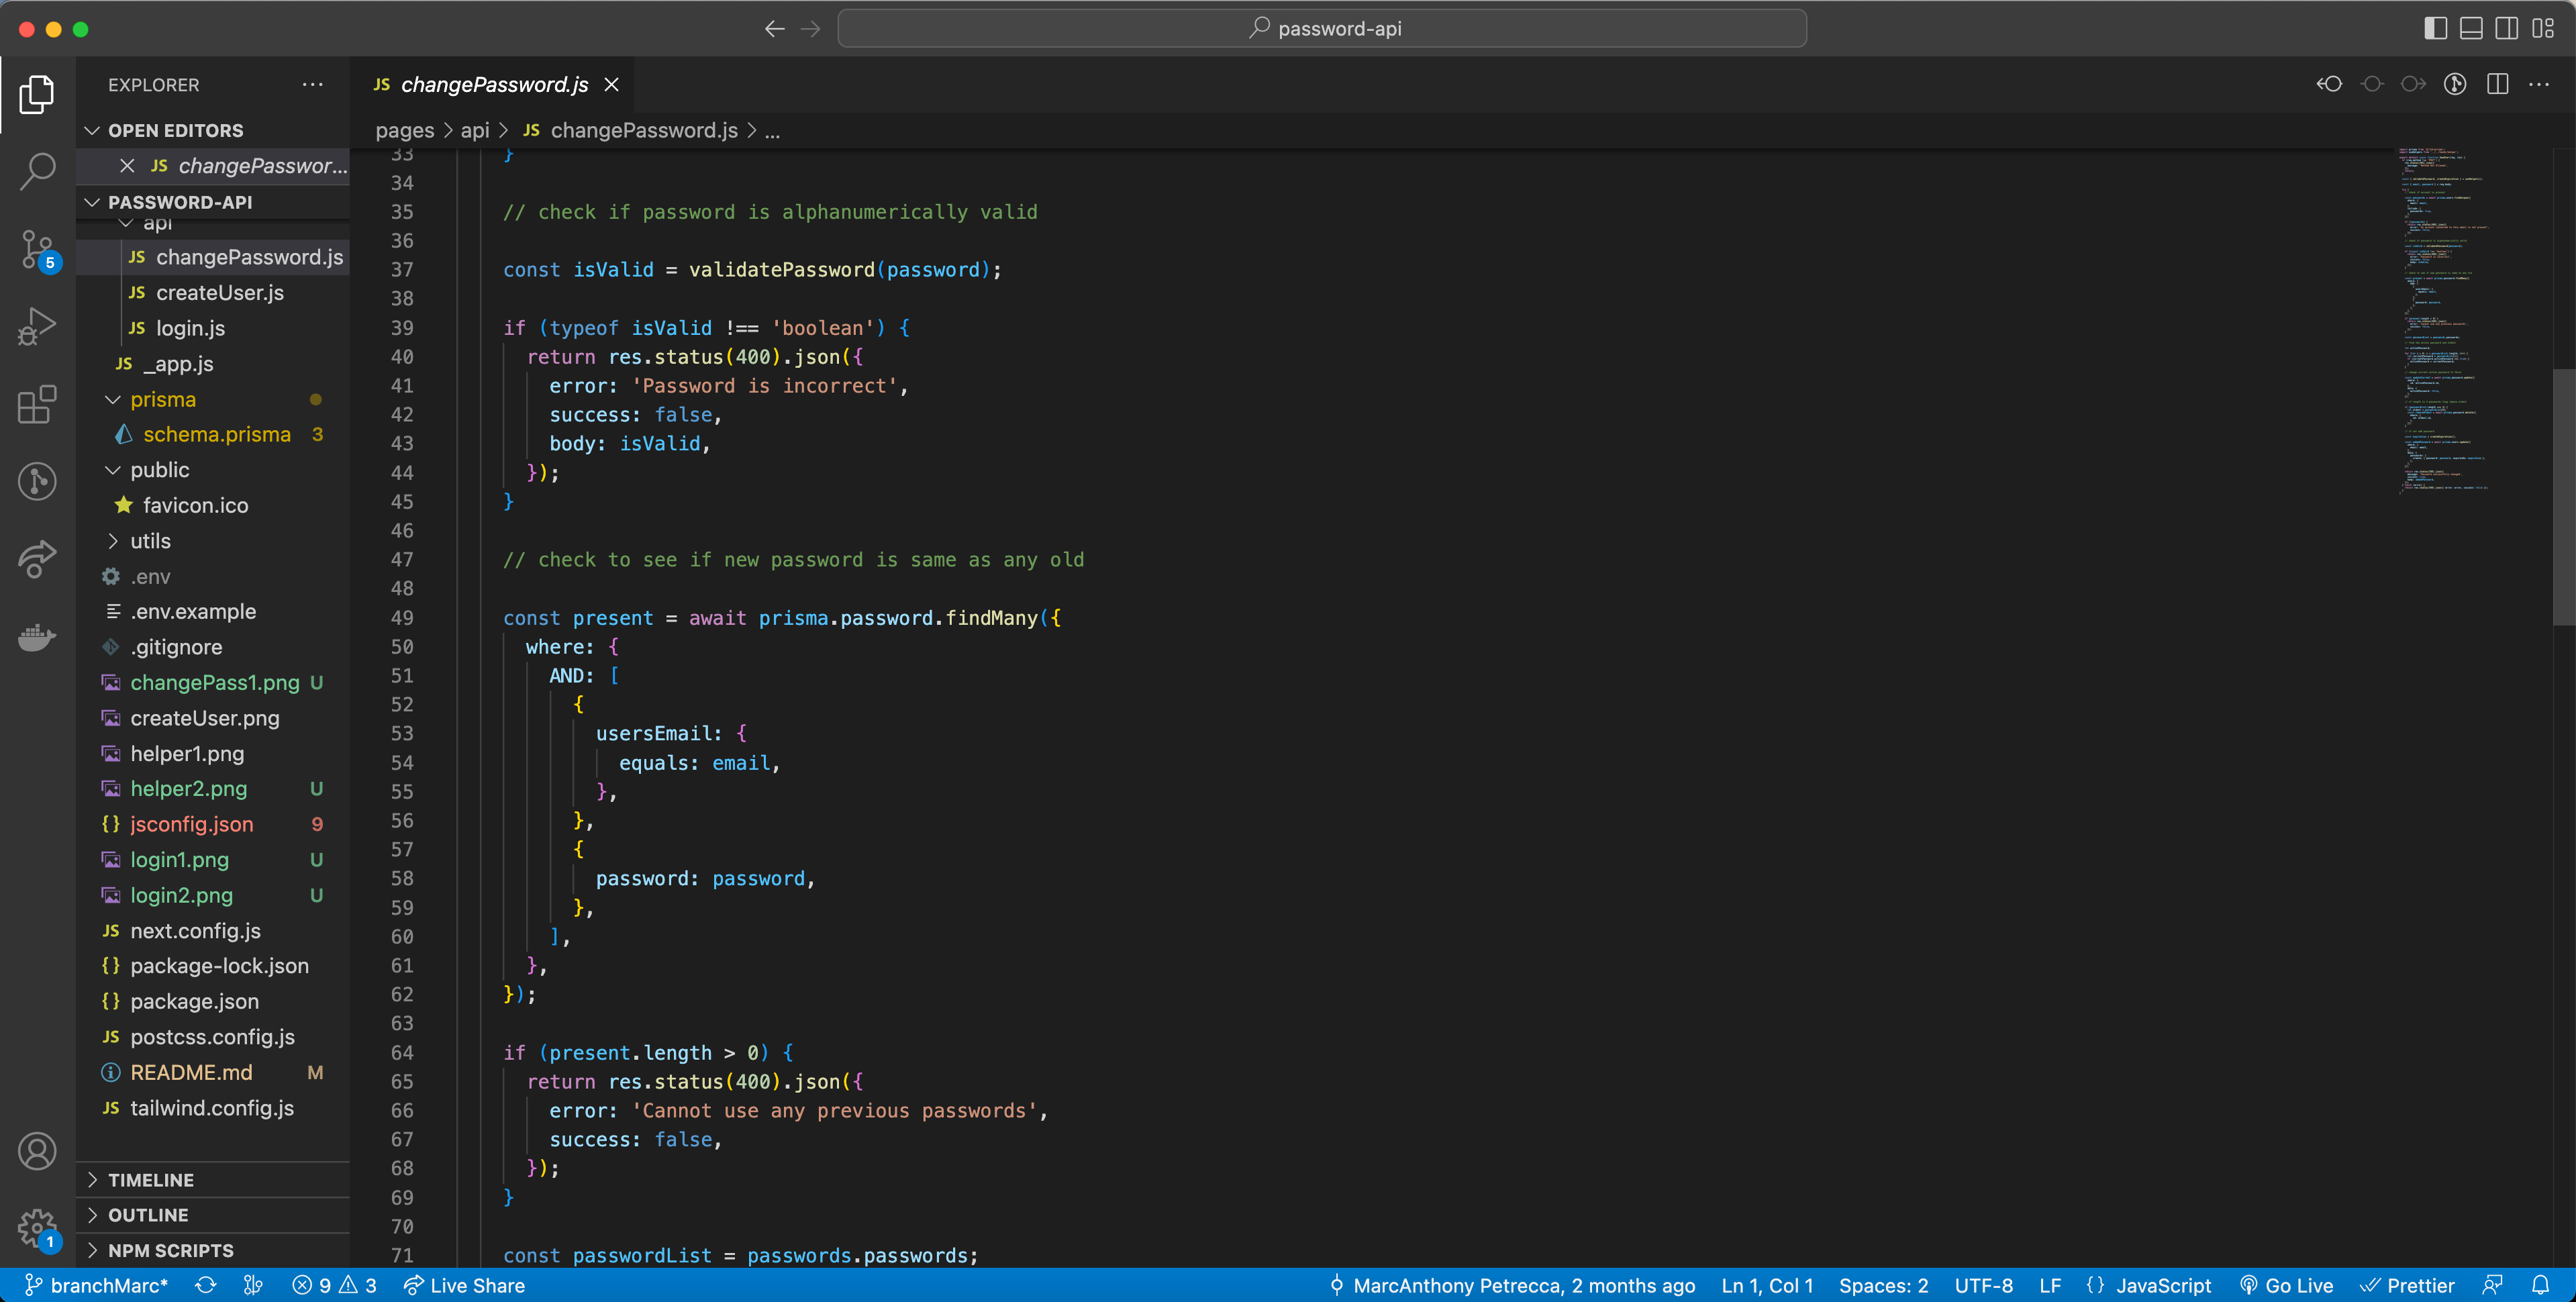 password-api
EXPLORER
OPEN EDITORS
JS changePasswor...
PASSWORD-API
api
JS changePassword.js
JS createUser.js
JS login.js
JS _app.js
prisma
schema.prisma 3
public
favicon.ico
utils
.env
.env.example
.gitignore
changePass1.png U
createUser.png
helper1.png
helper2.png U
{} jsconfig.json 9
login1.png U
login2.png U
JS next.config.js
{} package-lock.json
{} package.json
JS postcss.config.js
README.md M
JS tailwind.config.js
TIMELINE
OUTLINE
NPM SCRIPTS
5
1
JS changePassword.js
pages > api > JS changePassword.js > ...
33 }
34
35 // check if password is alphanumerically valid
36
37 const isValid = validatePassword(password);
38
39 if (typeof isValid !== 'boolean') {
40 return res.status(400).json({
41 error: 'Password is incorrect',
42 success: false,
43 body: isValid,
44 });
45 }
46
47 // check to see if new password is same as any old
48
49 const present = await prisma.password.findMany({
50 where: {
51 AND: [
52 {
53 usersEmail: {
54 equals: email,
55 },
56 },
57 {
58 password: password,
59 },
60 ],
61 },
62 });
63
64 if (present.length > 0) {
65 return res.status(400).json({
66 error: 'Cannot use any previous passwords',
67 success: false,
68 });
69 }
70
71 const passwordList = passwords.passwords;
branchMarc* 9 3 Live Share MarcAnthony Petrecca, 2 months ago Ln 1, Col 1 Spaces: 2 UTF-8 LF {} JavaScript Go Live Prettier